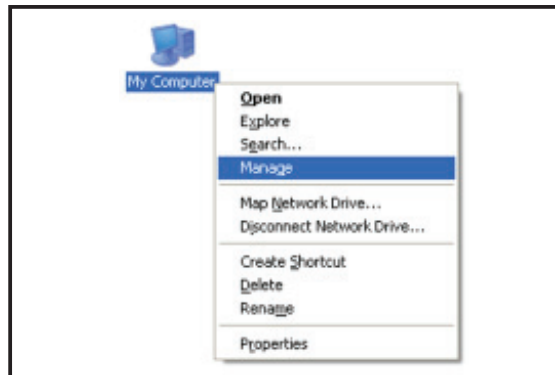 My Computer
Open
Explore
Search...
Manage
Map Network Drive...
Disconnect Network Drive...
Create Shortcut
Delete
Rename
Properties